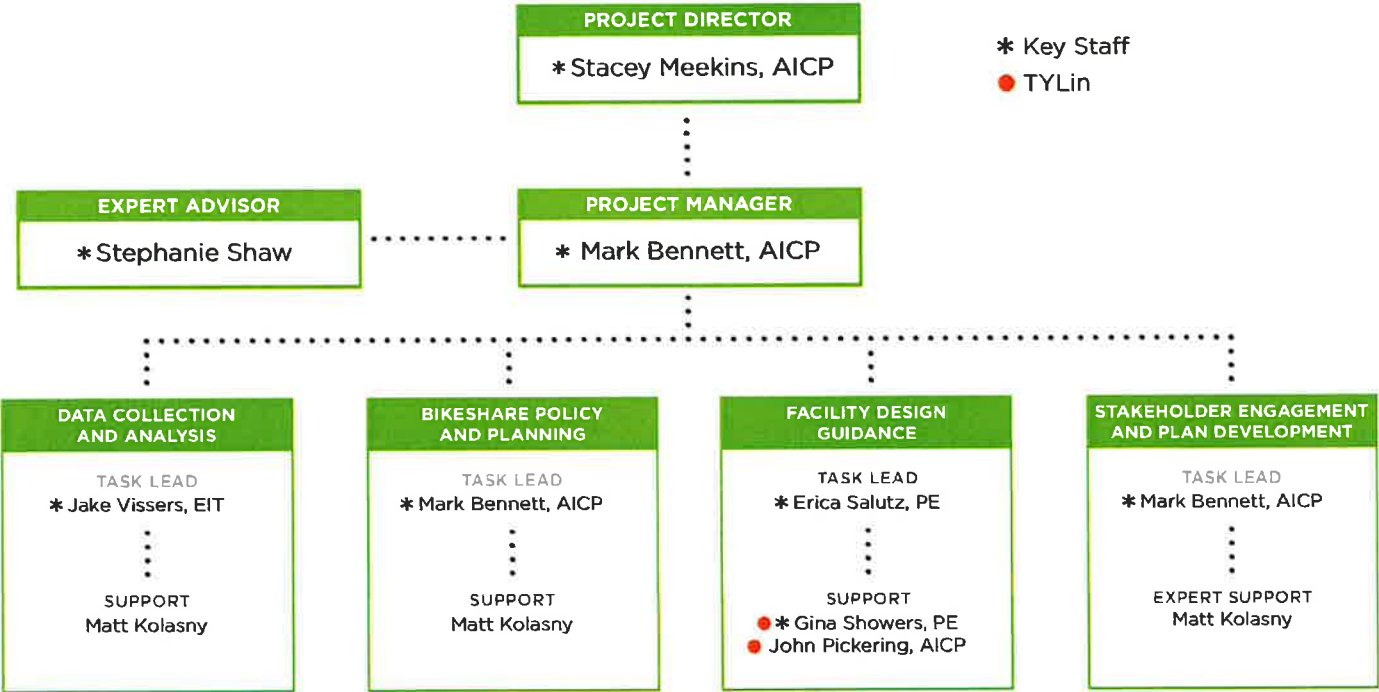 PROJECT DIRECTOR
* Stacey Meekins, AICP
* Key Staff
TYLin
EXPERT ADVISOR
* Stephanie Shaw
PROJECT MANAGER
* Mark Bennett, AICP
DATA COLLECTION
AND ANALYSIS
TASK LEAD
* Jake Vissers, EIT
SUPPORT
Matt Kolasny
BIKESHARE POLICY
AND PLANNING
TASK LEAD
* Mark Bennett, AICP
SUPPORT
Matt Kolasny
FACILITY DESIGN
GUIDANCE
TASK LEAD
* Erica Salutz, PE
SUPPORT
* Gina Showers, PE
John Pickering, AICP
STAKEHOLDER ENGAGEMENT
AND PLAN DEVELOPMENT
TASK LEAD
* Mark Bennett, AICP
EXPERT SUPPORT
Matt Kolasny